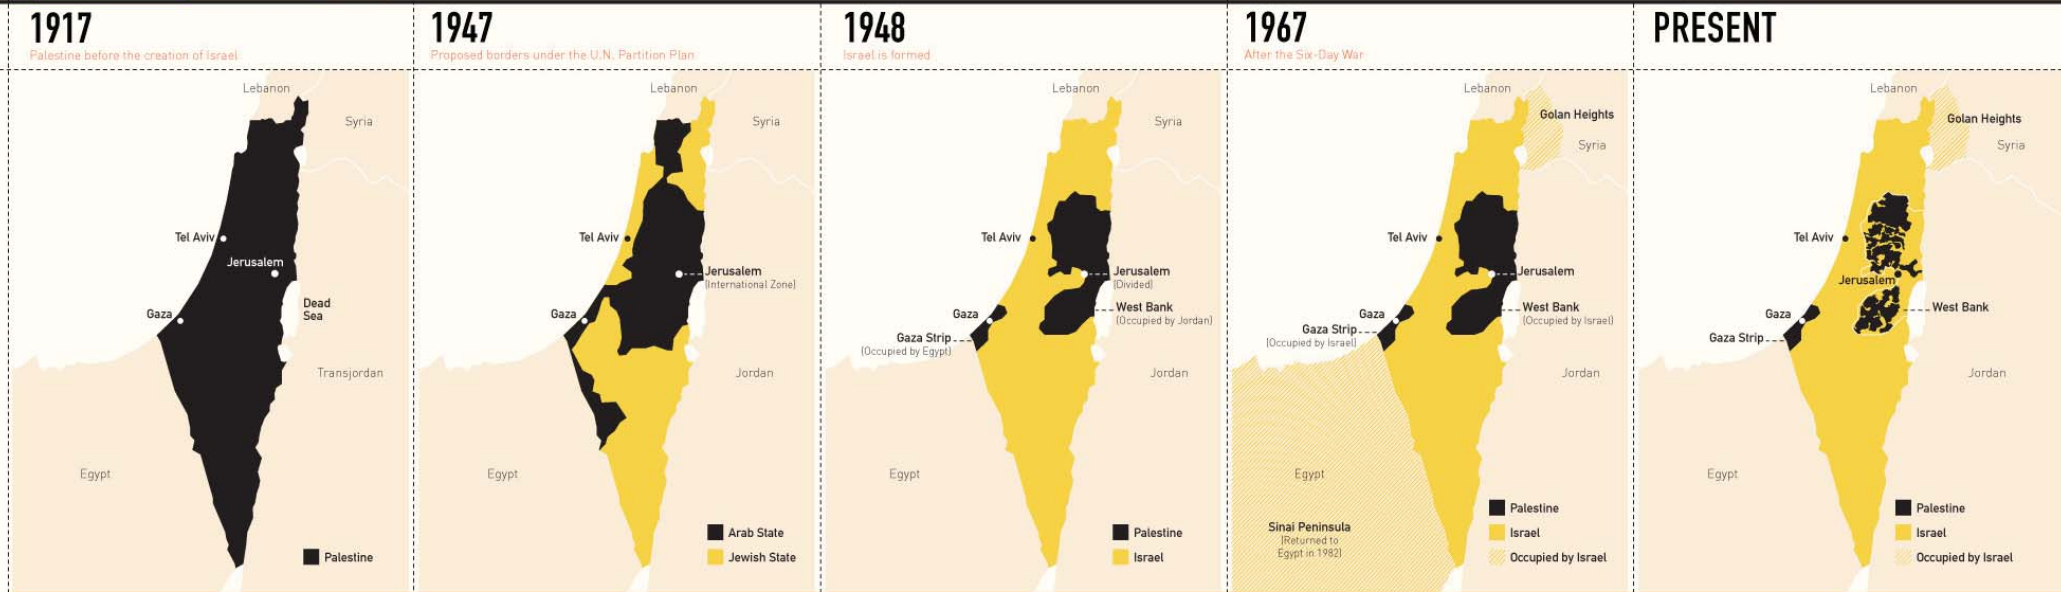 1917
Palestine before the creation of Israel
Lebanon
Syria
Tel Aviv
Jerusalem
Dead
Sea
Gaza
Transjordan
Egypt
Palestine
1947
Proposed borders under the U.N. Partition Plan
Lebanon
Syria
Tel Aviv
Jerusalem
(International Zone)
Gaza
Jordan
Egypt
Arab State
Jewish State
1948
Israel is formed
Lebanon
Syria
Tel Aviv
Jerusalem
(Divided)
West Bank
(Occupied by Jordan)
Gaza
Gaza Strip
(Occupied by Egypt)
Jordan
Egypt
Palestine
Israel
1967
After the Six-Day War
Lebanon
Golan Heights
Syria
Tel Aviv
Jerusalem
West Bank
(Occupied by Israel)
Gaza
Gaza Strip
(Occupied by Israel)
Jordan
Egypt
Sinai Peninsula
(Returned to
Egypt in 1982)
Palestine
Israel
Occupied by Israel
PRESENT
Lebanon
Golan Heights
Syria
Tel Aviv
Jerusalem
West Bank
Gaza
Gaza Strip
Jordan
Egypt
Palestine
Israel
Occupied by Israel